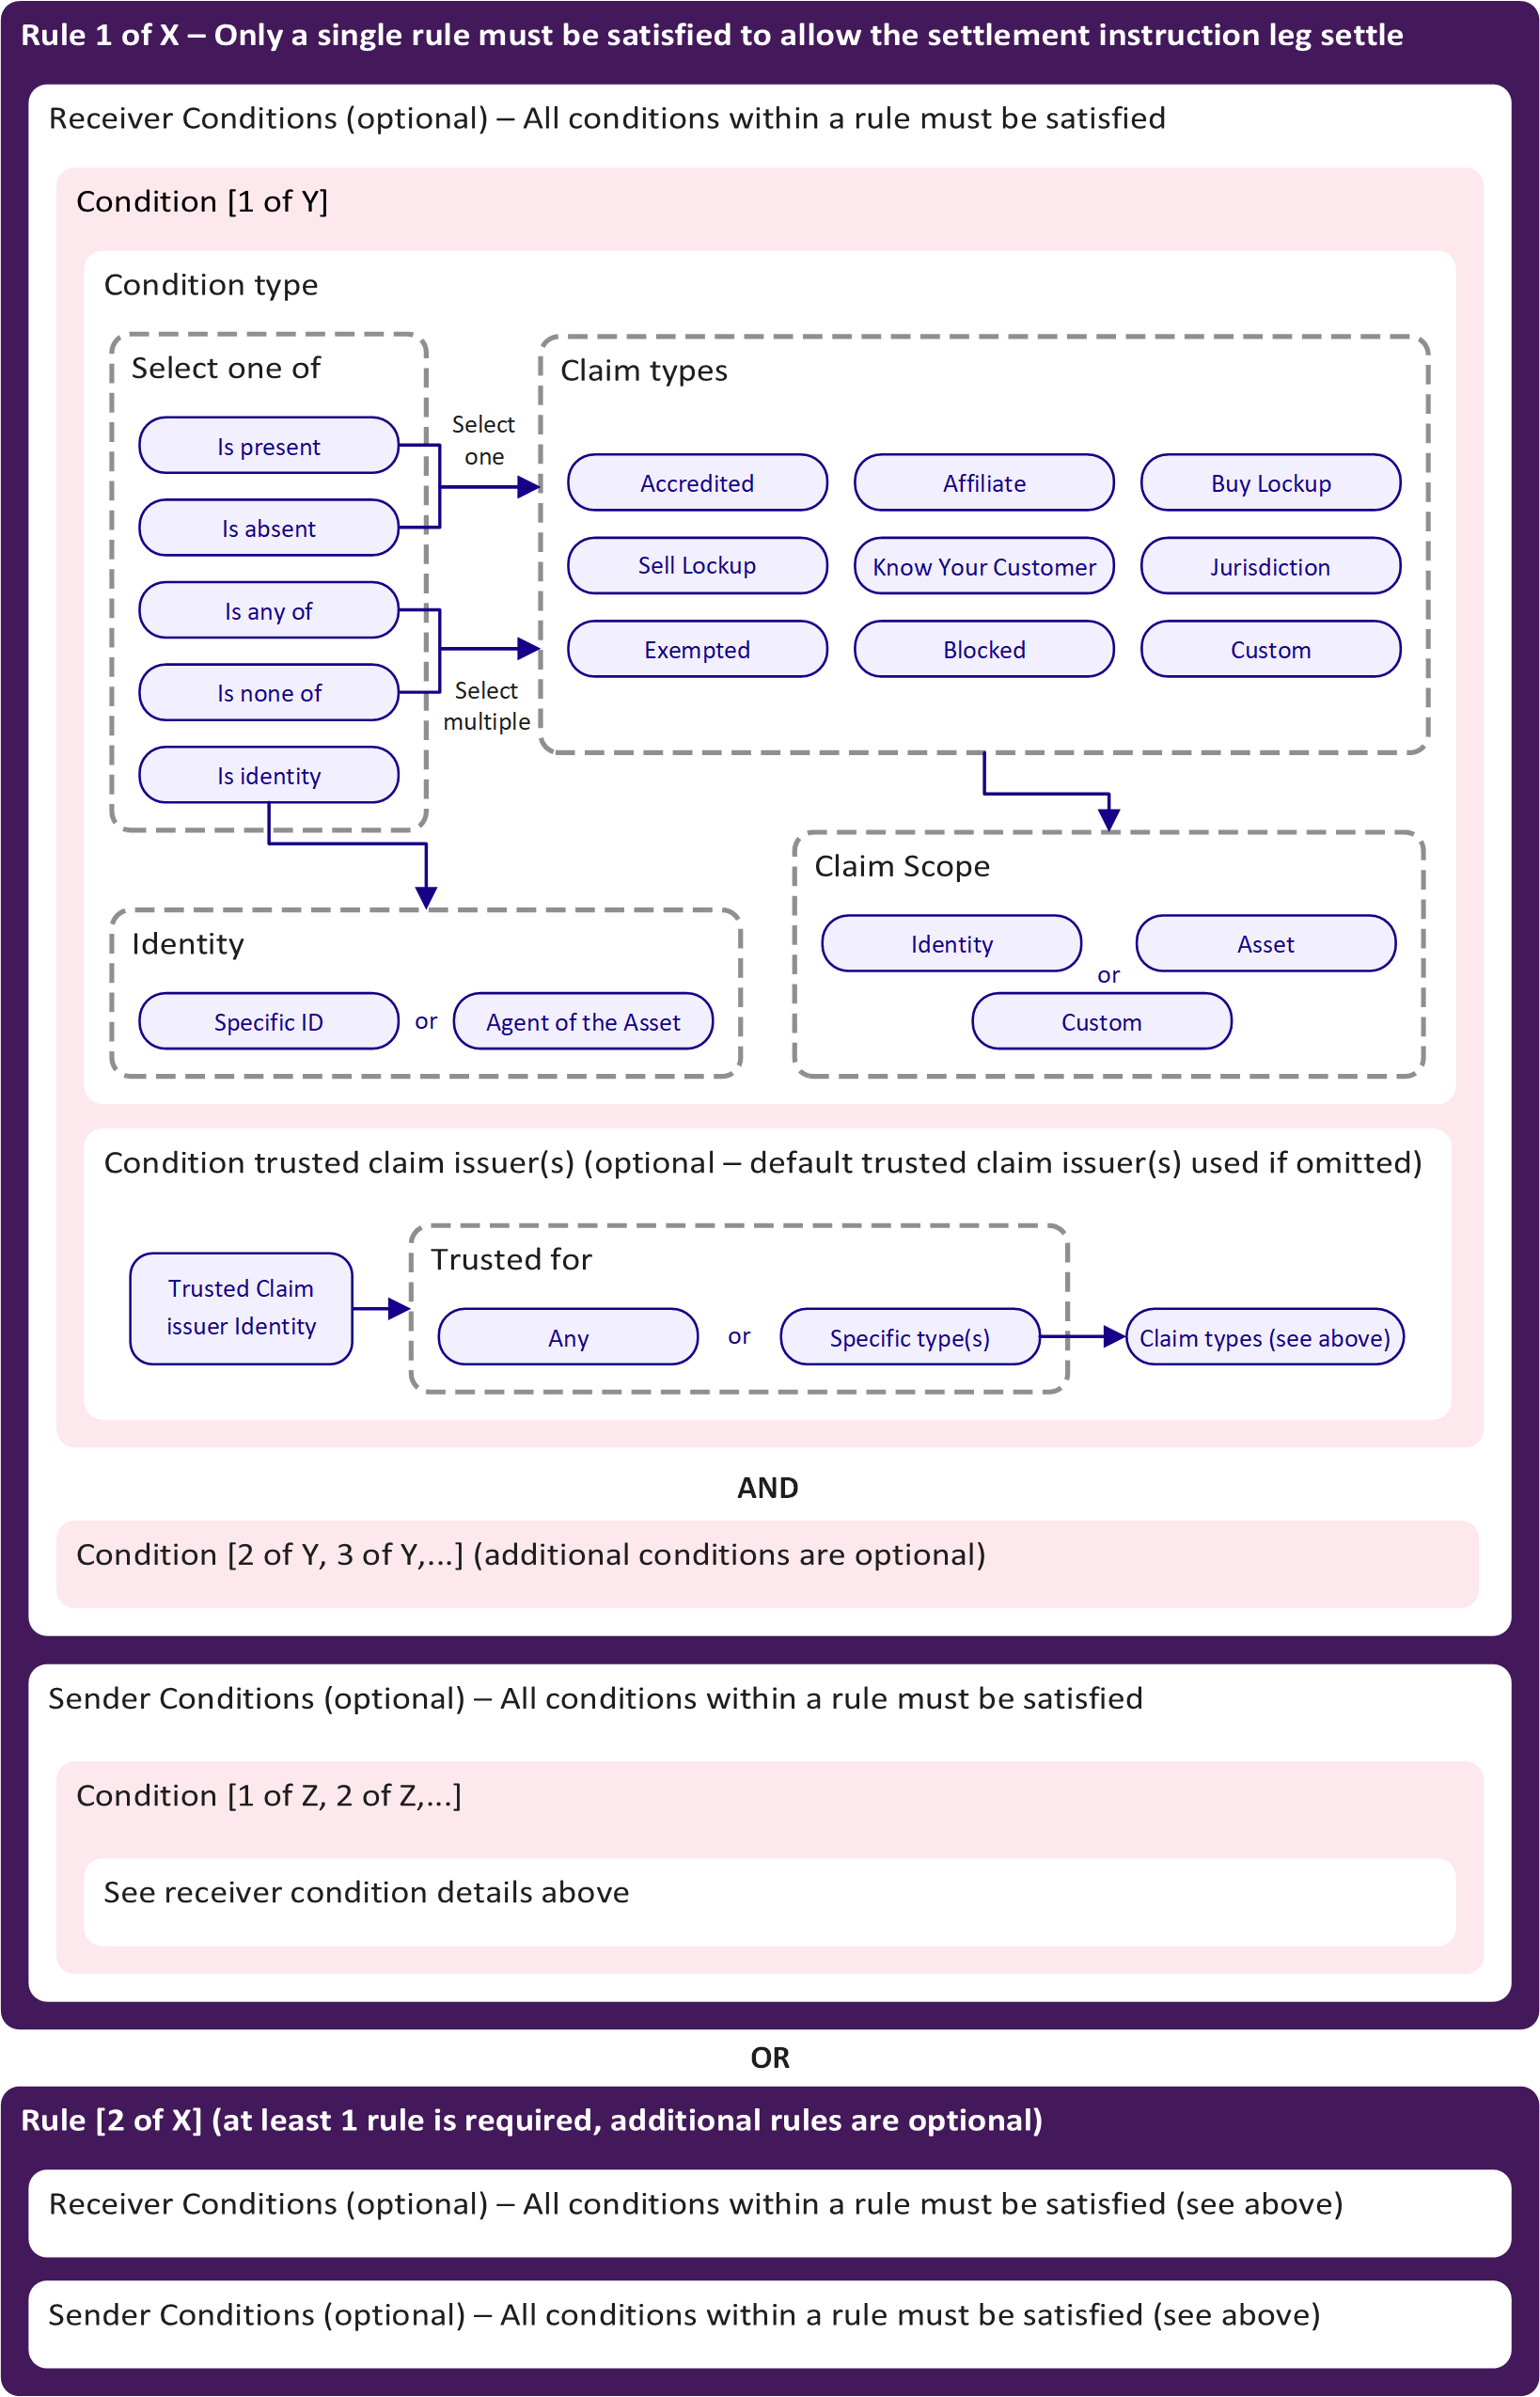 Rule 1 of X – Only a single rule must be satisfied to allow the settlement instruction leg settle
Receiver Conditions (optional) – All conditions within a rule must be satisfied
Condition [1 of Y]
Condition type
Select one of
Is present
Is absent
Is any of
Is none of
Is identity
Select
one
Select
multiple
Claim types
Accredited
Affiliate
Buy Lockup
Sell Lockup
Know Your Customer
Jurisdiction
Exempted
Blocked
Custom
Identity
Specific ID
or
Agent of the Asset
Claim Scope
Identity
or
Asset
Custom
Condition trusted claim issuer(s) (optional – default trusted claim issuer(s) used if omitted)
Trusted Claim
issuer Identity
Trusted for
Any
or
Specific type(s)
Claim types (see above)
AND
Condition [2 of Y, 3 of Y,...] (additional conditions are optional)
Sender Conditions (optional) – All conditions within a rule must be satisfied
Condition [1 of Z, 2 of Z,...]
See receiver condition details above
OR
Rule [2 of X] (at least 1 rule is required, additional rules are optional)
Receiver Conditions (optional) – All conditions within a rule must be satisfied (see above)
Sender Conditions (optional) – All conditions within a rule must be satisfied (see above)